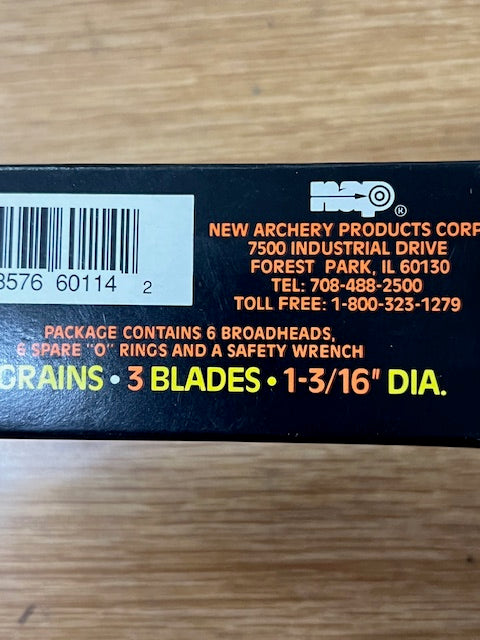 nap®
NEW ARCHERY PRODUCTS CORP
7500 INDUSTRIAL DRIVE
FOREST PARK, IL 60130
TEL: 708-488-2500
TOLL FREE: 1-800-323-1279
8576 60114 2
PACKAGE CONTAINS 6 BROADHEADS,
6 SPARE "O" RINGS AND A SAFETY WRENCH
GRAINS • 3 BLADES • 1-3/16" DIA.